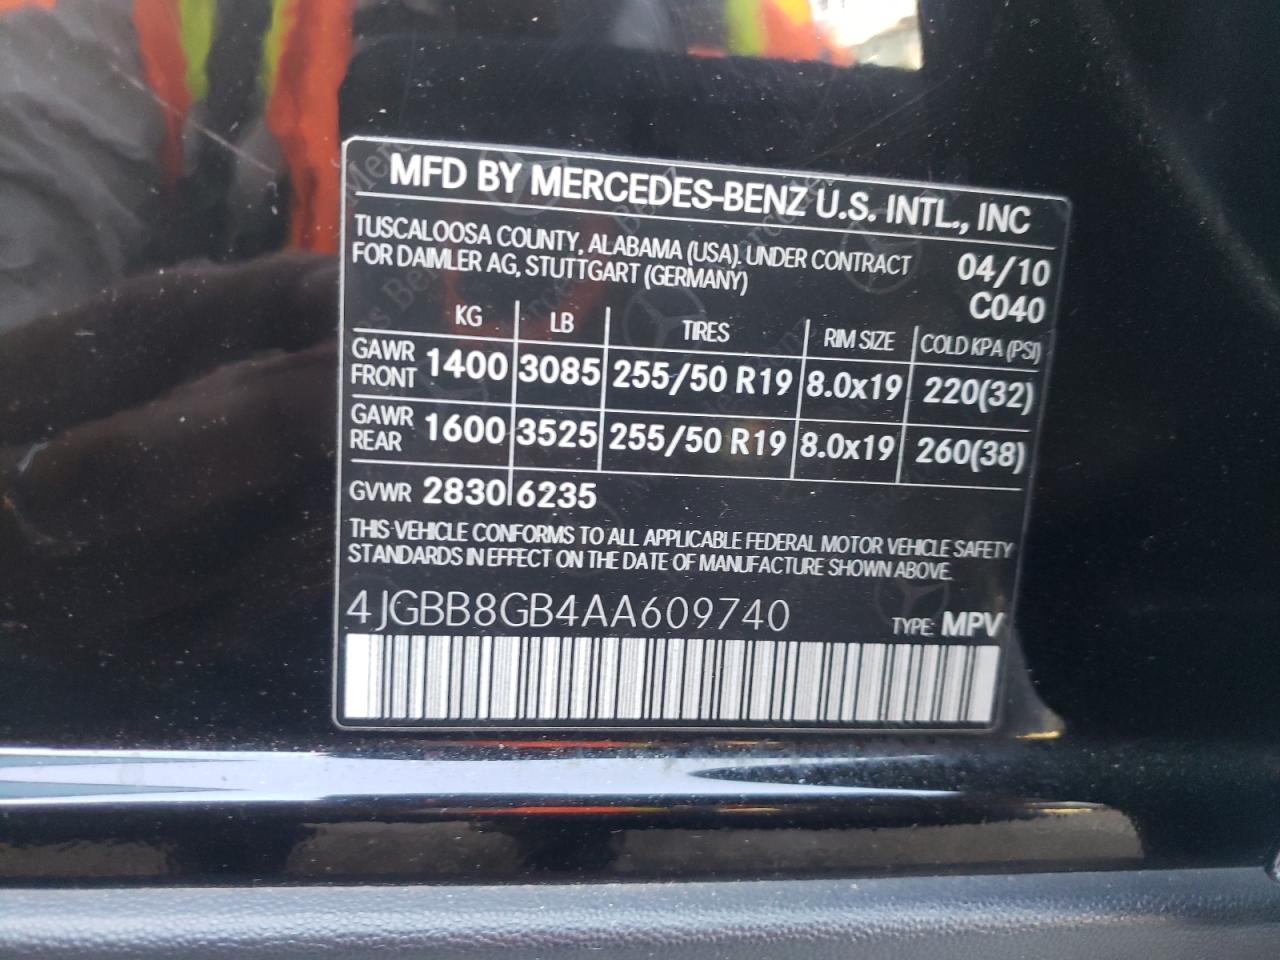 MFD BY MERCEDES-BENZ U.S. INTL., INC
TUSCALOOSA COUNTY, ALABAMA (USA). UNDER CONTRACT
FOR DAIMLER AG, STUTTGART (GERMANY)
04/10
C040
KG LB TIRES RIM SIZE COLD KPA (PSI)
GAWR FRONT 1400 3085 255/50 R19 8.0x19 220(32)
GAWR REAR 1600 3525 255/50 R19 8.0x19 260(38)
GVWR 2830 6235
THIS VEHICLE CONFORMS TO ALL APPLICABLE FEDERAL MOTOR VEHICLE SAFETY
STANDARDS IN EFFECT ON THE DATE OF MANUFACTURE SHOWN ABOVE.
4JGBB8GB4AA609740 TYPE: MPV